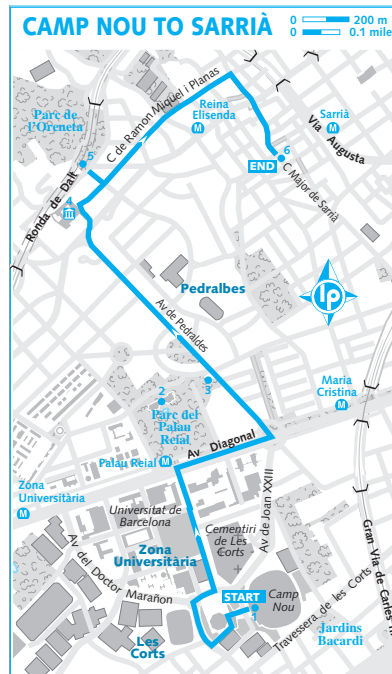 CAMP NOU TO SARRIÀ
0 200 m
0 0.1 mile
Parc de
l'Oreneta
C de Ramon Miquel i Planas
Reina
Elisenda
M
Sarrià
M
Via Augusta
5
6
END
C Major de Sarrià
Ronda de Dalt
4
lp
Pedralbes
Av de Pedraldes
3
2
Parc del
Palau
Reial
Maria
Cristina
M
Av Diagonal
Palau Reial M
Zona
Universitària
M
Universitat de
Barcelona
Cementiri
de Les
Corts
Av de Joan XXIII
Gran Via de Carles
Zona
Universitària
Av del Doctor Marañon
START
1
Camp
Nou
Travessera de les Corts
Les
Corts
Jardins
Bacardi